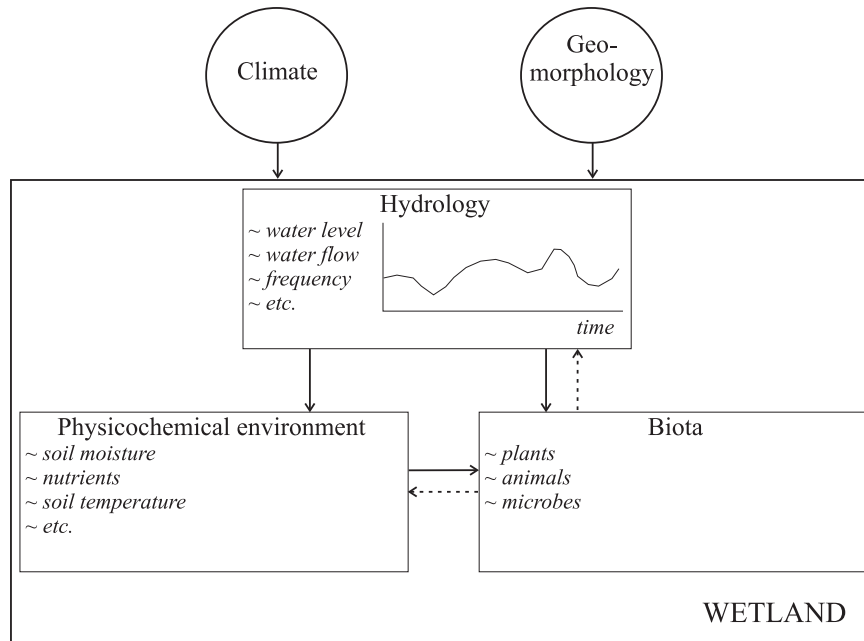 Climate
Geo-
morphology
Hydrology
~ water level
~ water flow
~ frequency
~ etc.
time
Physicochemical environment
~ soil moisture
~ nutrients
~ soil temperature
~ etc.
Biota
~ plants
~ animals
~ microbes
WETLAND